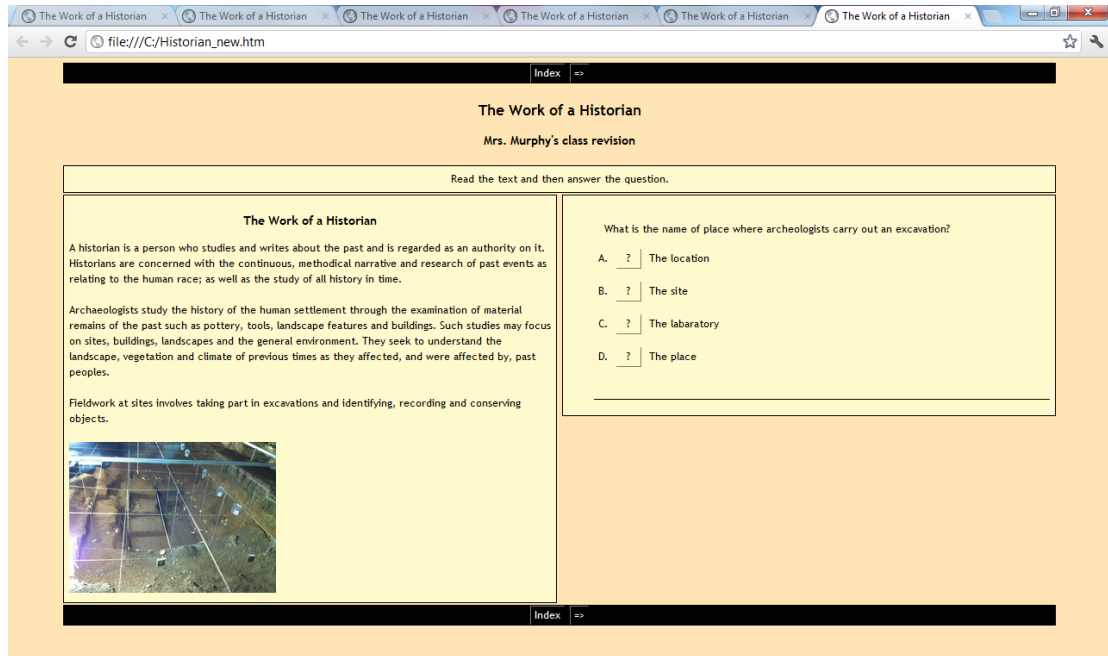 The Work of a Historian
The Work of a Historian
The Work of a Historian
The Work of a Historian
The Work of a Historian
The Work of a Historian
file:///C:/Historian_new.htm
Index =>
The Work of a Historian
Mrs. Murphy's class revision
Read the text and then answer the question.
The Work of a Historian
A historian is a person who studies and writes about the past and is regarded as an authority on it.
Historians are concerned with the continuous, methodical narrative and research of past events as
relating to the human race; as well as the study of all history in time.
Archaeologists study the history of the human settlement through the examination of material
remains of the past such as pottery, tools, landscape features and buildings. Such studies may focus
on sites, buildings, landscapes and the general environment. They seek to understand the
landscape, vegetation and climate of previous times as they affected, and were affected by, past
peoples.
Fieldwork at sites involves taking part in excavations and identifying, recording and conserving
objects.
What is the name of place where archeologists carry out an excavation?
A. ? The location
B. ? The site
C. ? The labaratory
D. ? The place
Index =>